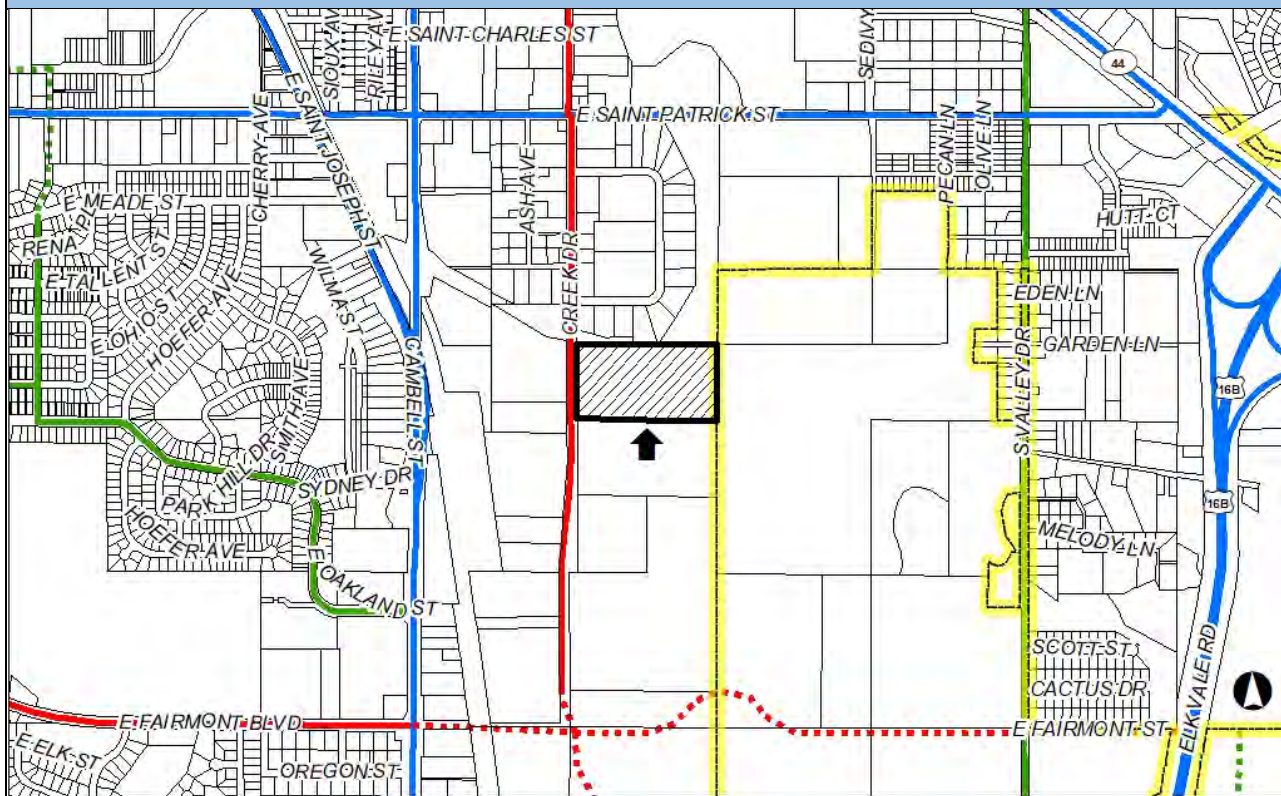 E SAINT CHARLES ST
SIOUX AV
RILEY AV
SEDIVY
44
E SAINT PATRICK ST
E SAINT JOSEPH ST
CHERRY AVE
ASH AVE
PECAN LN
OLIVE LN
E MEADE ST
RENA PL
E TALLENT ST
HUTT CT
WILMA ST
HOEFER AVE
E OHIO ST
CREEK DR
EDEN LN
GARDEN LN
S VALLEY DR
16B
CAMBELL ST
SMITH AVE
PARK HILL DR
SYDNEY DR
16B
HOEFER AVE
MELODY LN
E OAKLAND ST
SCOTT ST
CACTUS DR
E FAIRMONT BLVD
E FAIRMONT ST
ELK VALE RD
E ELK ST
OREGON ST